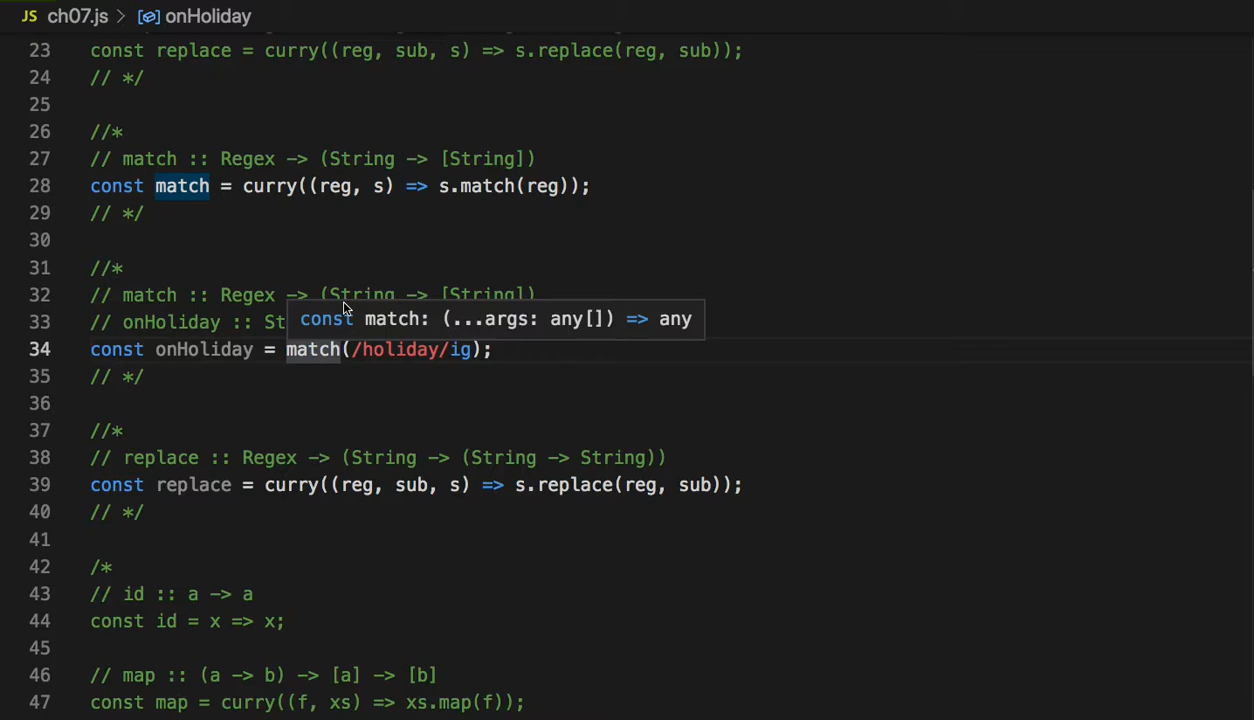 JS ch07.js > onHoliday
23 const replace = curry((reg, sub, s) => s.replace(reg, sub));
24 // */
25
26 //*
27 // match :: Regex -> (String -> [String])
28 const match = curry((reg, s) => s.match(reg));
29 // */
30
31 //*
32 // match :: Regex -> (String -> [String])
33 // onHoliday :: St
const match: (...args: any[]) => any
34 const onHoliday = match(/holiday/ig);
35 // */
36
37 //*
38 // replace :: Regex -> (String -> (String -> String))
39 const replace = curry((reg, sub, s) => s.replace(reg, sub));
40 // */
41
42 /*
43 // id :: a -> a
44 const id = x => x;
45
46 // map :: (a -> b) -> [a] -> [b]
47 const map = curry((f, xs) => xs.map(f));